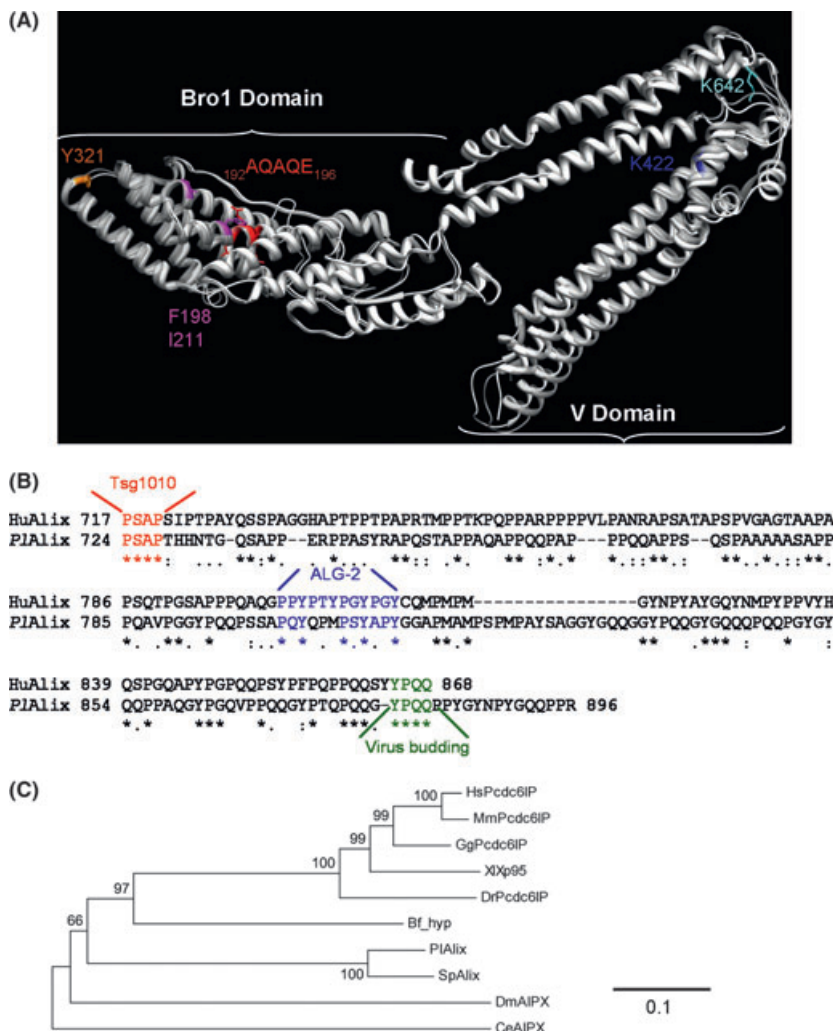 (A)
Bro1 Domain
K642
Y321
192AQAQE196
K422
F198
I211
V Domain
(B)
Tsg1010
HuAlix 717 PSAPSIPTPAYQSSPAGGHAPTPPTPAPRTMPPTKPQPPARPPPPVLPANRAPSATAPSPVGAGTAAPA
PlAlix 724 PSAPTHHNTG-QSAPP--ERPPASYRAPQSTAPPAQAPPQQPAP---PPQQAPPS--QSPAAAAASAPP
****: ... .** . * . *** .** .. **. * ** :**: ..* . *.:**.
ALG-2
HuAlix 786 PSQTPGSAPPPQAQGPPYPTYPGYPGYCQMPMPM-----------------GYNPYAYGQYNMPYPPVYH
PlAlix 785 PQAVPGGYPQQPSSAPQYQPMPSYAPYGGAPMAMPSPMPAYSAGGYGQQGGYPQQGYGQQQPQQPGYGY
HuAlix 839 QSPGQAPYPGPQQPSYPFPQPPQQSYYPQQ 868
PlAlix 854 QQPPAQGYPGQVPPQQGYPTQPQQG-YPQQPPYGYNPYGQQPPR 896
Virus budding
(C)
HsPcdc6IP
100
MmPcdc6IP
99
GgPcdc6IP
99
XlXp95
100
DrPcdc6IP
97
Bf_hyp
66
PlAlix
100
SpAlix
DmAIPX
0.1
CeAIPX